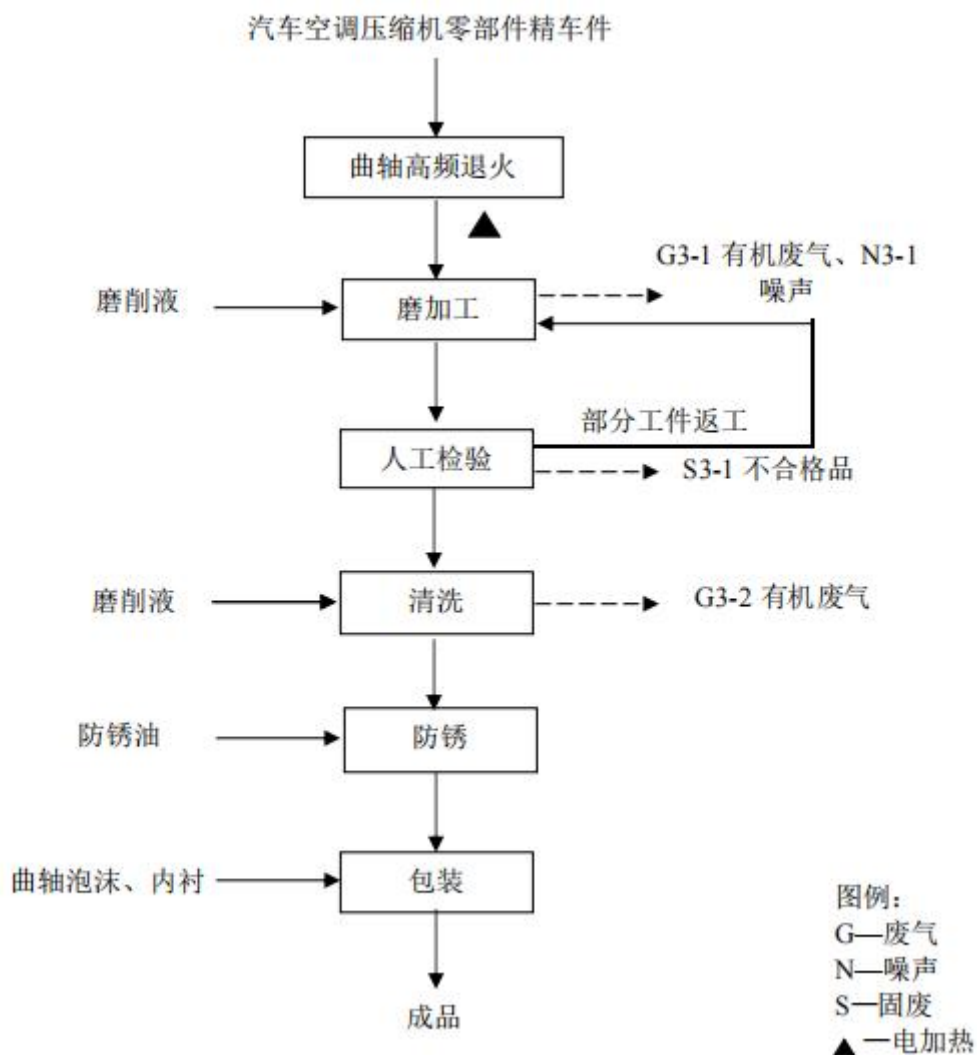 汽车空调压缩机零部件精车件
曲轴高频退火
G3-1 有机废气、N3-1
噪声
磨削液
磨加工
部分工件返工
人工检验
S3-1 不合格品
磨削液
清洗
G3-2 有机废气
防锈油
防锈
曲轴泡沫、内衬
包装
成品
图例：
G—废气
N—噪声
S—固废
▲—电加热